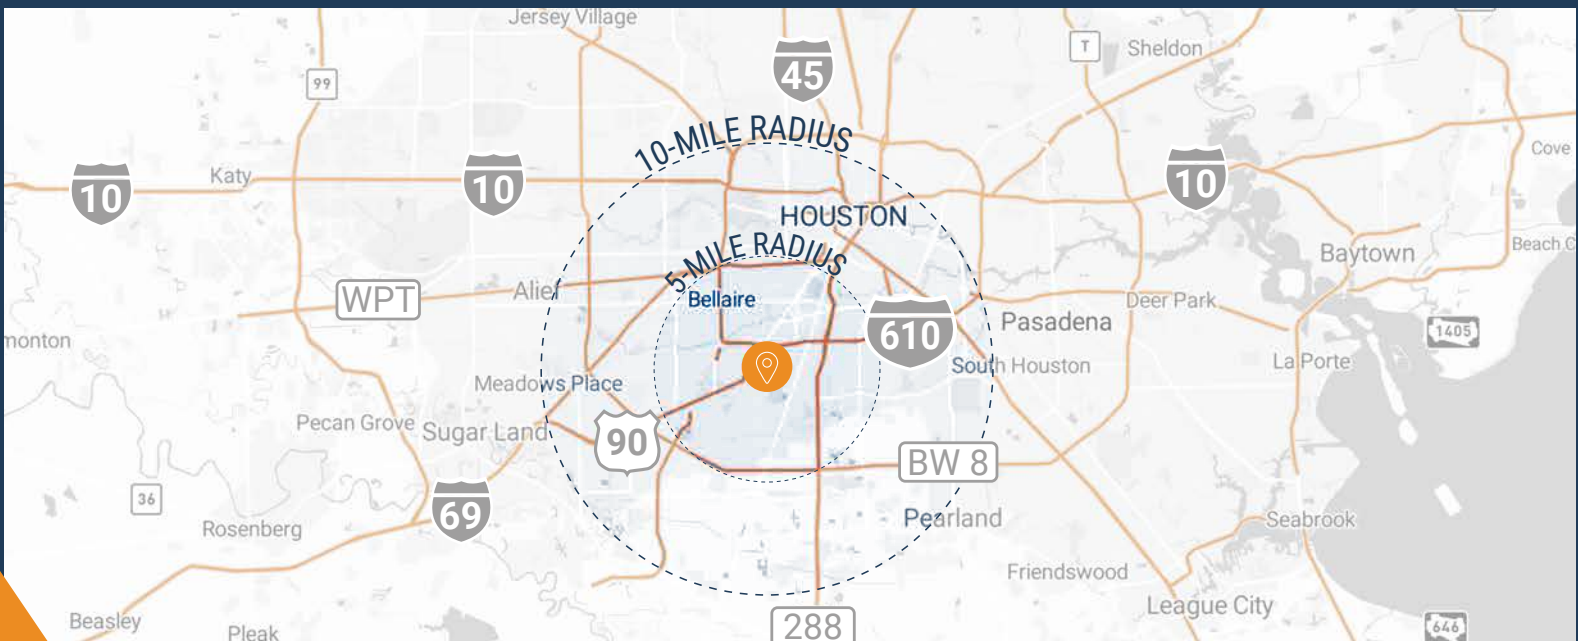 Jersey Village
45
T
Sheldon
99
10-MILE RADIUS
Cove
Katy
10
10
10
HOUSTON
5-MILE RADIUS
Baytown
Beach C
Alief
WPT
Bellaire
Deer Park
Pasadena
610
1405
monton
South Houston
La Porte
Meadows Place
Pecan Grove
Sugar Land
90
BW 8
36
69
Rosenberg
Pearland
Seabrook
Friendswood
League City
Beasley
Pleak
288
646